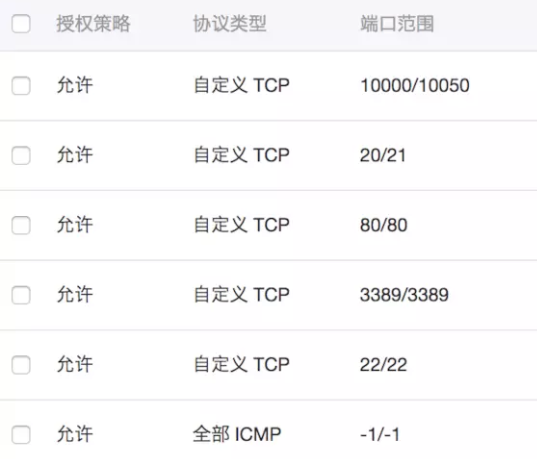 授权策略 协议类型 端口范围
允许 自定义 TCP 10000/10050
允许 自定义 TCP 20/21
允许 自定义 TCP 80/80
允许 自定义 TCP 3389/3389
允许 自定义 TCP 22/22
允许 全部 ICMP -1/-1